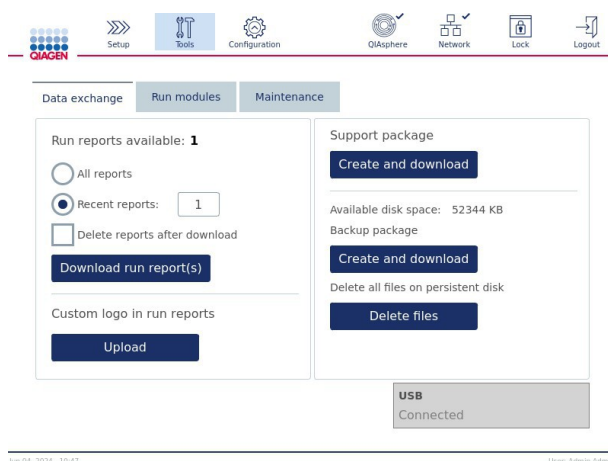 QIAGEN
Setup
Tools
Configuration
QIAsphere
Network
Lock
Logout
Data exchange
Run modules
Maintenance
Run reports available: 1
All reports
Recent reports: 1
Delete reports after download
Download run report(s)
Custom logo in run reports
Upload
Support package
Create and download
Available disk space: 52344 KB
Backup package
Create and download
Delete all files on persistent disk
Delete files
USB
Connected